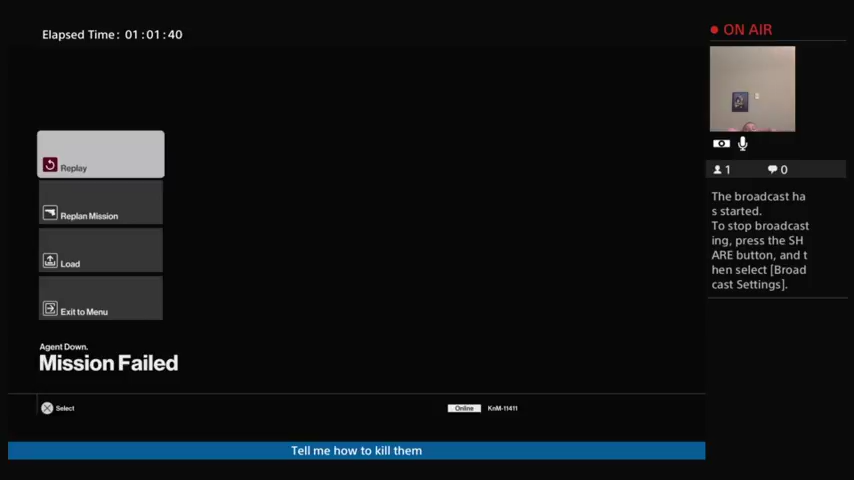 Elapsed Time: 01:01:40
ON AIR
Replay
Replan Mission
Load
Exit to Menu
Agent Down.
Mission Failed
Select
Online KnM-11411
1 0
The broadcast ha
s started.
To stop broadcast
ing, press the SH
ARE button, and t
hen select [Broad
cast Settings].
Tell me how to kill them